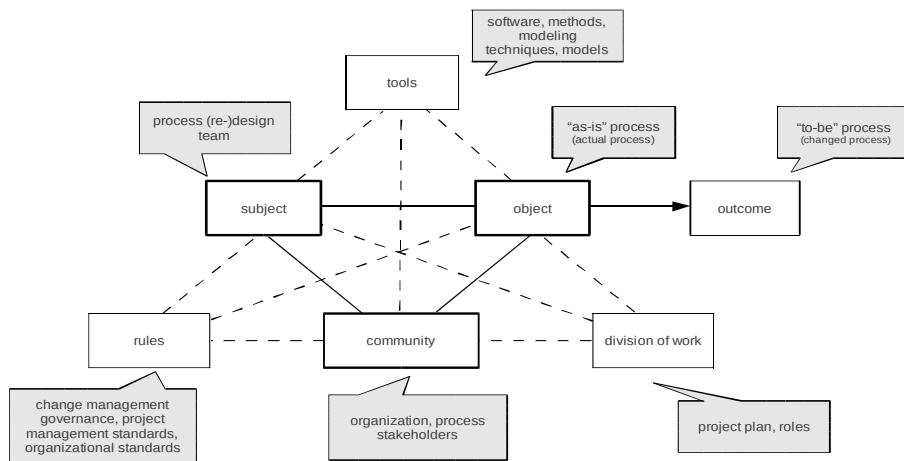 software, methods,
modeling
techniques, models
tools
process (re-)design
team
“as-is” process
(actual process)
“to-be” process
(changed process)
subject
object
outcome
rules
community
division of work
change management
governance, project
management standards,
organizational standards
organization, process
stakeholders
project plan, roles